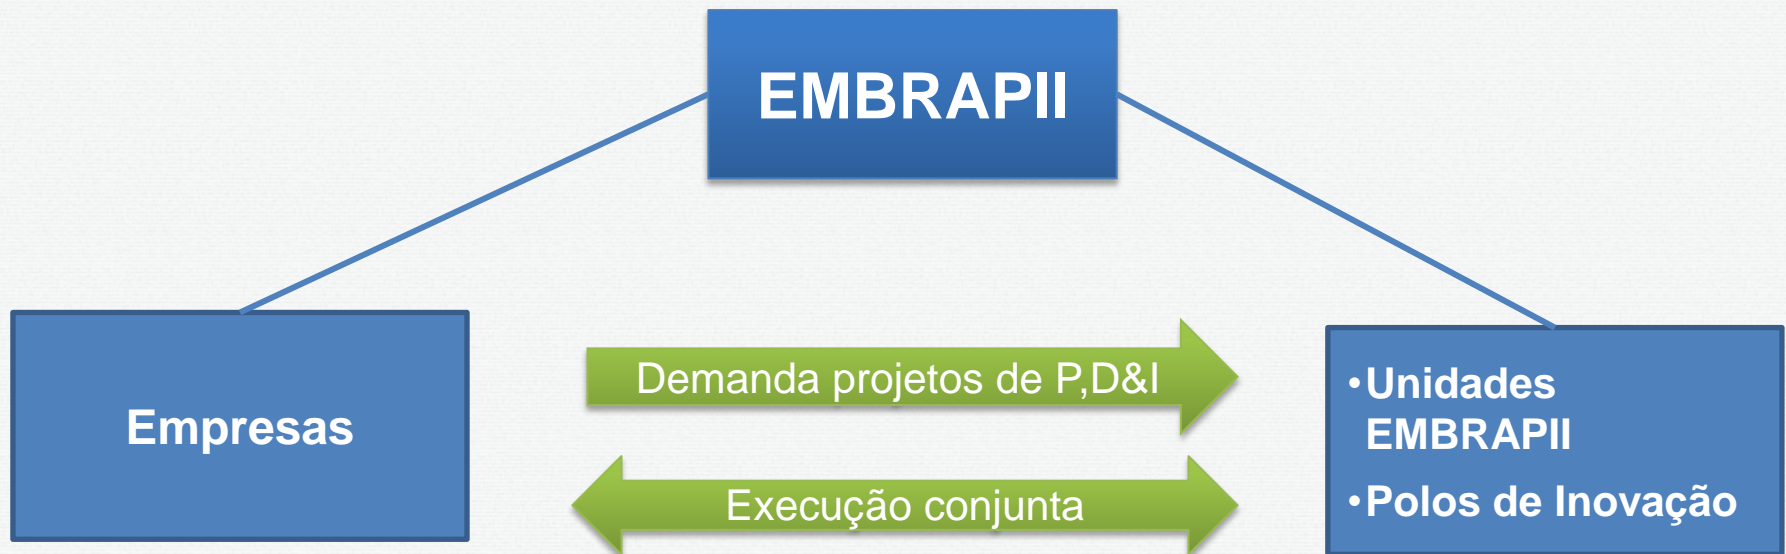 EMBRAPII
Empresas
Demanda projetos de P,D&I
Execução conjunta
•Unidades
EMBRAPII
•Polos de Inovação